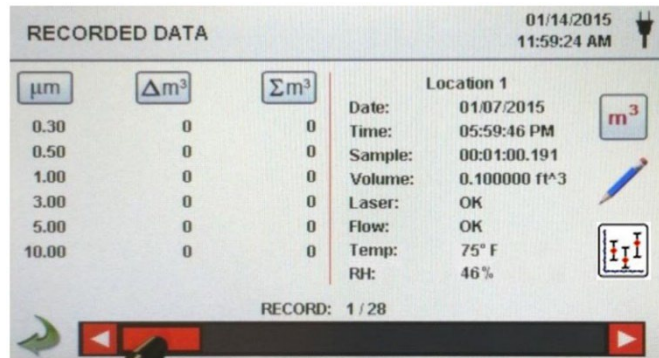 RECORDED DATA
01/14/2015
11:59:24 AM
µm Δm³ Σm³
0.30 0 0
0.50 0 0
1.00 0 0
3.00 0 0
5.00 0 0
10.00 0 0
Location 1
Date: 01/07/2015
Time: 05:59:46 PM
Sample: 00:01:00.191
Volume: 0.100000 ft^3
Laser: OK
Flow: OK
Temp: 75° F
RH: 46%
m³
RECORD: 1 / 28